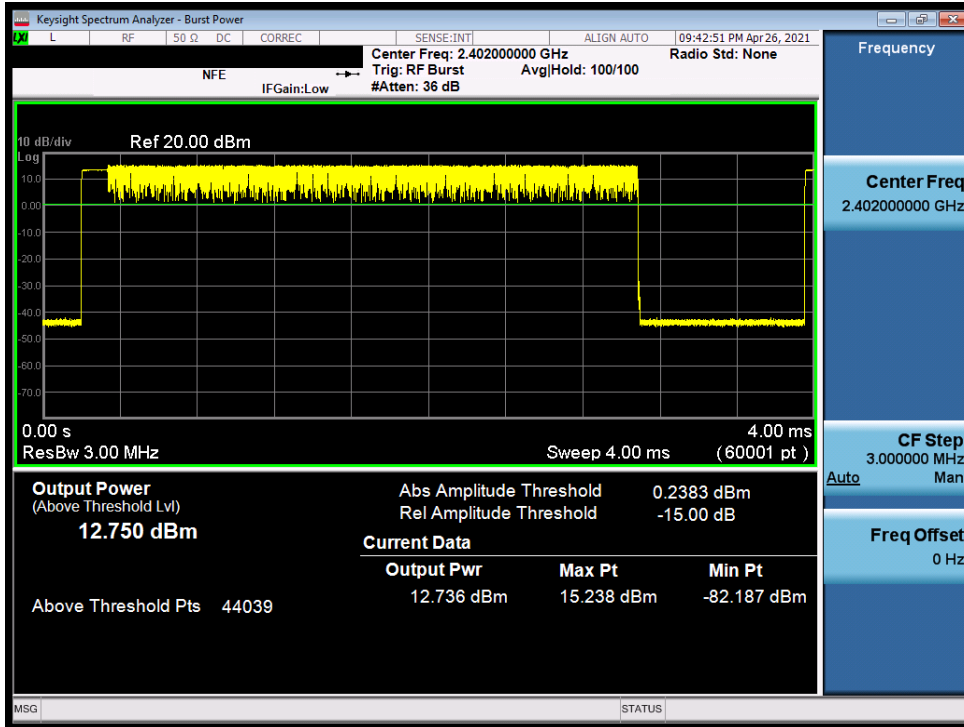 Keysight Spectrum Analyzer - Burst Power
LXI L RF 50 Ω DC CORREC SENSE:INT ALIGN AUTO 09:42:51 PM Apr 26, 2021
Center Freq: 2.402000000 GHz Radio Std: None
NFE Trig: RF Burst Avg|Hold: 100/100
IFGain:Low #Atten: 36 dB
10 dB/div Ref 20.00 dBm
Log
10.0
0.00
-10.0
-20.0
-30.0
-40.0
-50.0
-60.0
-70.0
0.00 s 4.00 ms
ResBw 3.00 MHz Sweep 4.00 ms (60001 pt )
Output Power Abs Amplitude Threshold 0.2383 dBm
(Above Threshold Lvl) Rel Amplitude Threshold -15.00 dB
12.750 dBm
Current Data
Output Pwr Max Pt Min Pt
12.736 dBm 15.238 dBm -82.187 dBm
Above Threshold Pts 44039
MSG STATUS
Frequency
Center Freq
2.402000000 GHz
CF Step
3.000000 MHz
Auto Man
Freq Offset
0 Hz